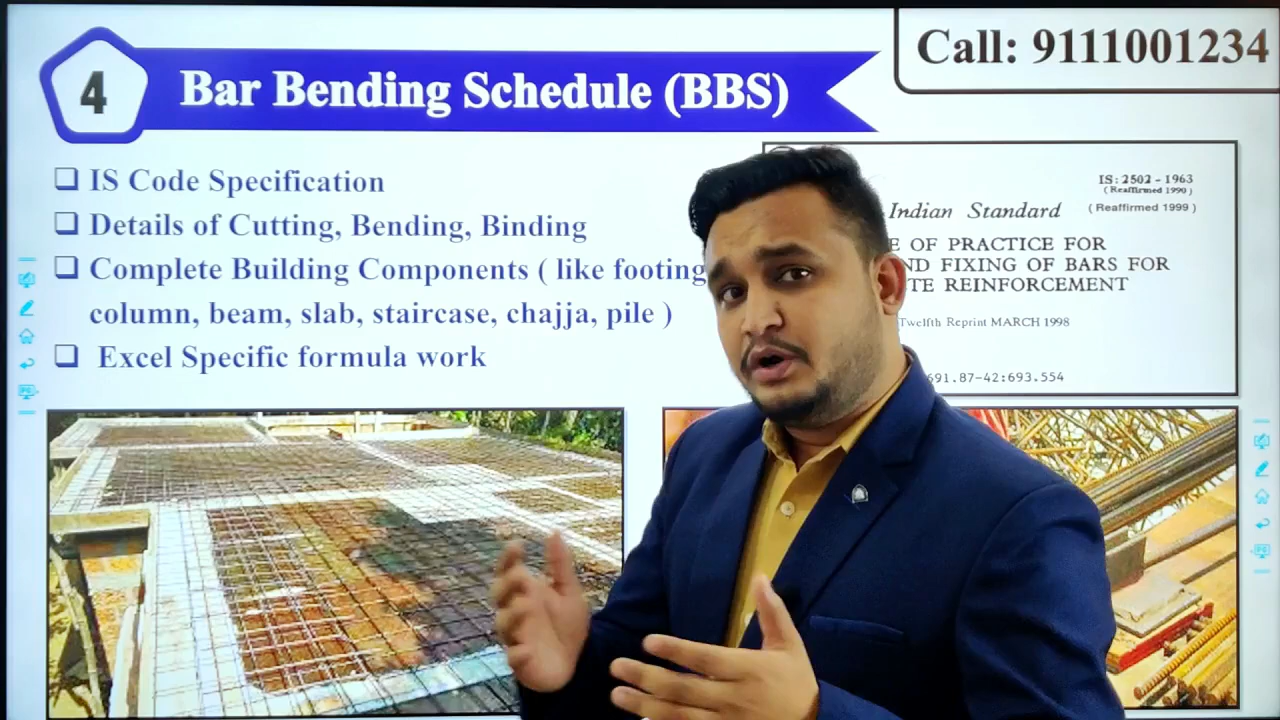 4
Bar Bending Schedule (BBS)
Call: 9111001234
❑ IS Code Specification
❑ Details of Cutting, Bending, Binding
❑ Complete Building Components ( like footing
column, beam, slab, staircase, chajja, pile )
❑ Excel Specific formula work
IS: 2502 - 1963
( Reaffirmed 1990 )
Indian Standard
( Reaffirmed 1999 )
E OF PRACTICE FOR
ND FIXING OF BARS FOR
TE REINFORCEMENT
Twelfth Reprint MARCH 1998
691.87-42:693.554